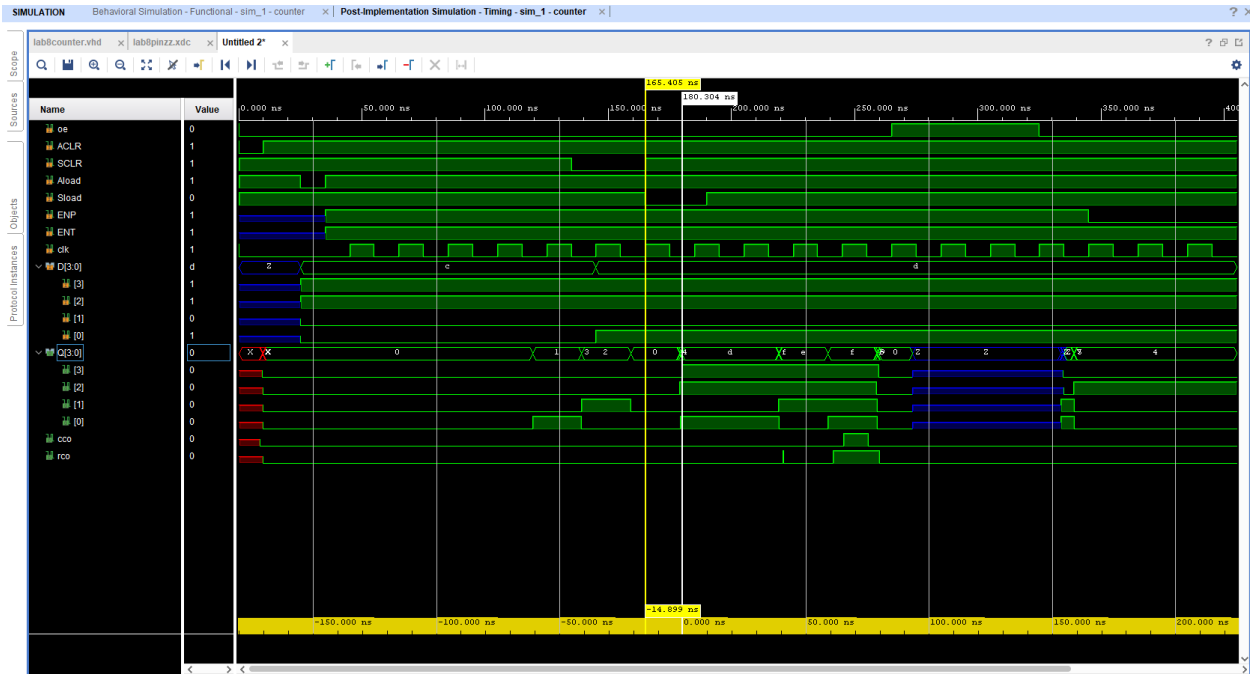 SIMULATION Behavioral Simulation - Functional - sim_1 - counter × Post-Implementation Simulation - Timing - sim_1 - counter × ? ×
lab8counter.vhd × lab8pinzz.xdc × Untitled 2* × ?
Scope
Sources
Objects
Protocol Instances
165.405 ns
180.304 ns
Name Value 0.000 ns 50.000 ns 100.000 ns 150.000 ns 200.000 ns 250.000 ns 300.000 ns 350.000 ns 400
oe 0
ACLR 1
SCLR 1
Aload 1
Sload 0
ENP 1
ENT 1
clk 1
D[3:0] d Z c d
[3] 1
[2] 1
[1] 0
[0] 1
Q[3:0] 0 X X 0 1 3 2 0 4 d f e f 0 Z Z 4
[3] 0
[2] 0
[1] 0
[0] 0
cco 0
rco 0
-14.899 ns
-150.000 ns -100.000 ns -50.000 ns 0.000 ns 50.000 ns 100.000 ns 150.000 ns 200.000 ns